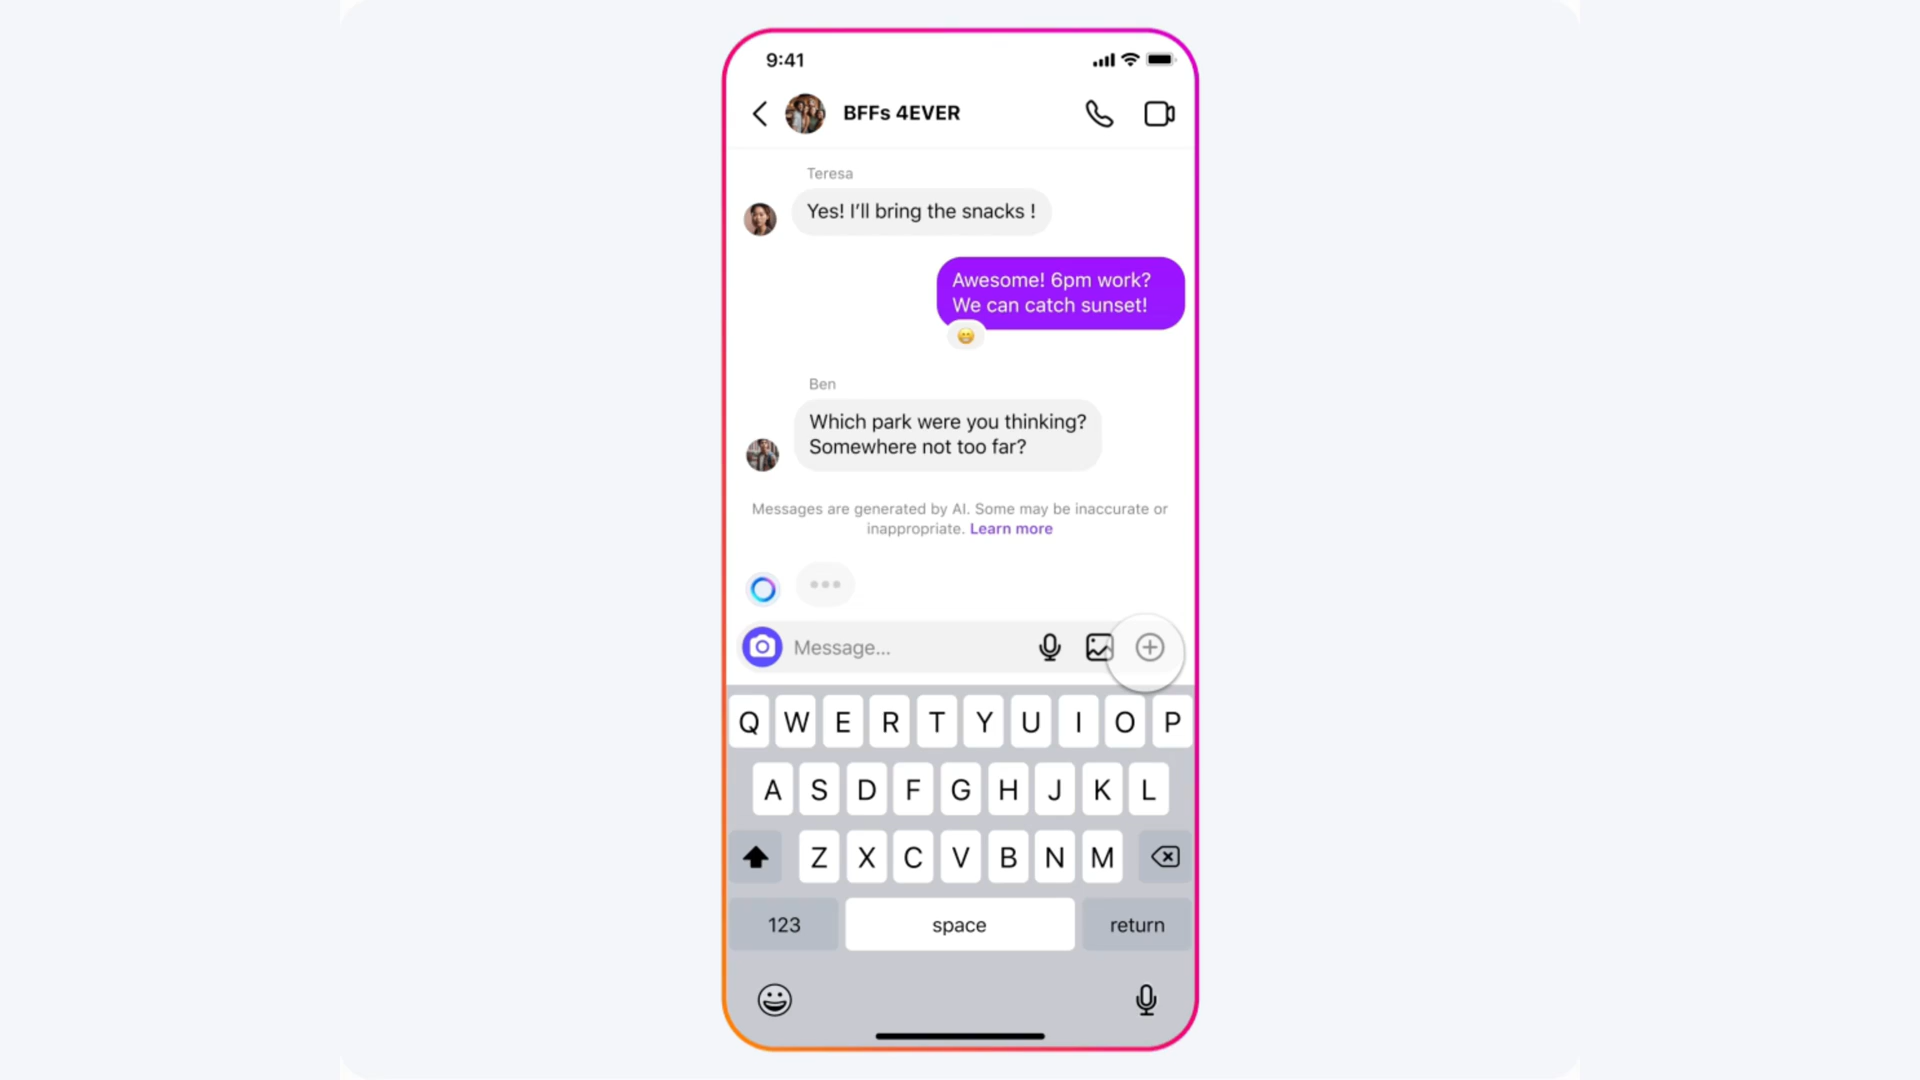 9:41
BFFs 4EVER
Teresa
Yes! I’ll bring the snacks !
Awesome! 6pm work?
We can catch sunset!
Ben
Which park were you thinking?
Somewhere not too far?
Messages are generated by AI. Some may be inaccurate or
inappropriate. Learn more
Message...
Q W E R T Y U I O P
A S D F G H J K L
Z X C V B N M
123 space return